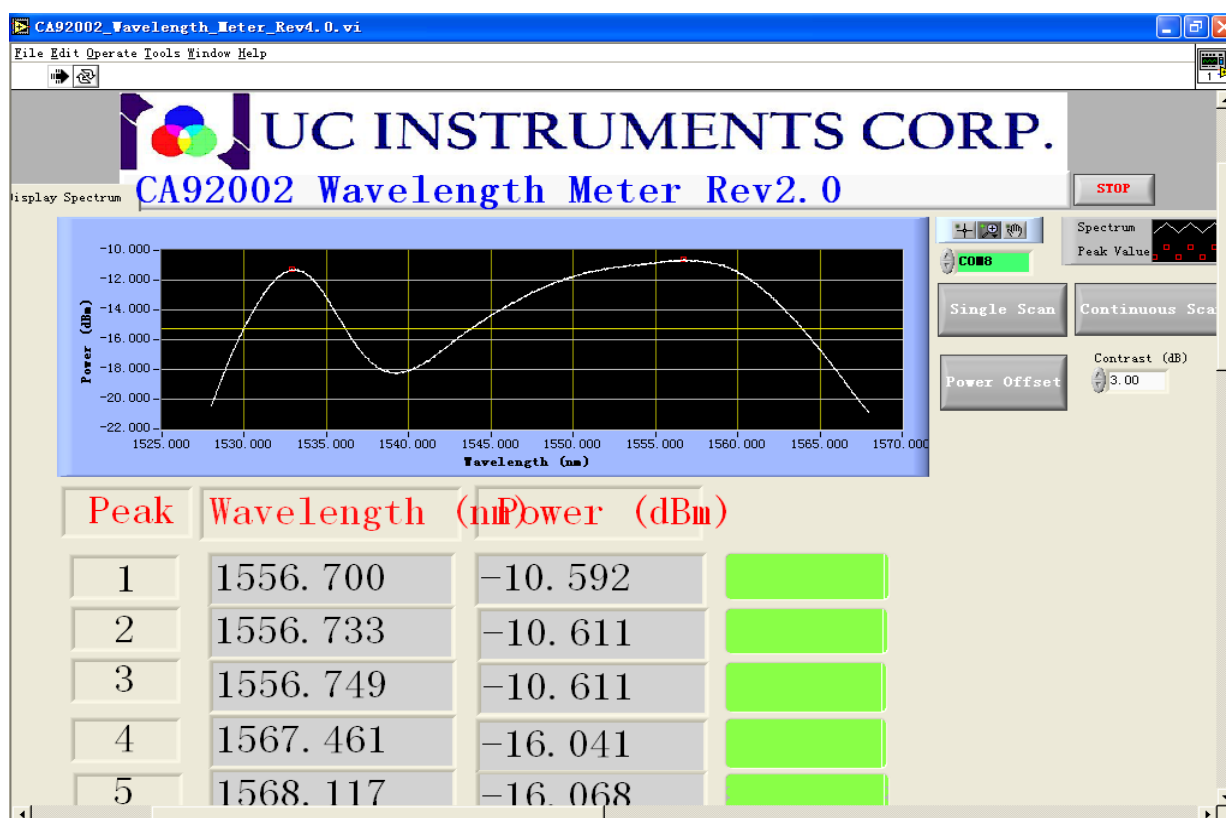 CA92002_Wavelength_Meter_Rev4.0.vi
File Edit Operate Tools Window Help
1
UC INSTRUMENTS CORP.
CA92002 Wavelength Meter Rev2.0
STOP
isplay Spectrum
Spectrum
Peak Value
COM8
Single Scan
Continuous Sca
Power Offset
Contrast (dB)
3.00
Power (dBm)
-10.000
-12.000
-14.000
-16.000
-18.000
-20.000
-22.000
1525.000 1530.000 1535.000 1540.000 1545.000 1550.000 1555.000 1560.000 1565.000 1570.000
Wavelength (nm)
Peak Wavelength (nm) Power (dBm)
1 1556.700 -10.592
2 1556.733 -10.611
3 1556.749 -10.611
4 1567.461 -16.041
5 1568.117 -16.068